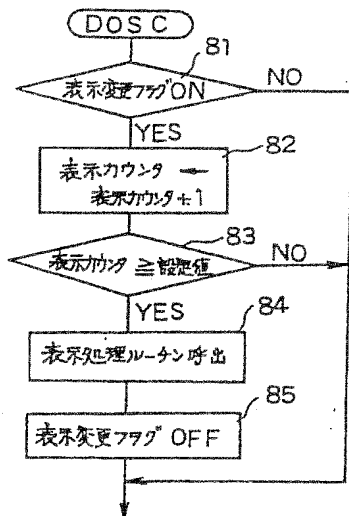 DOS C
81
表示変更フラグON
NO
YES
82
表示カウンタ ←
表示カウンタ+1
83
表示カウンタ ≧設定値
NO
YES
84
表示処理ルーチン呼出
85
表示変更フラグ OFF